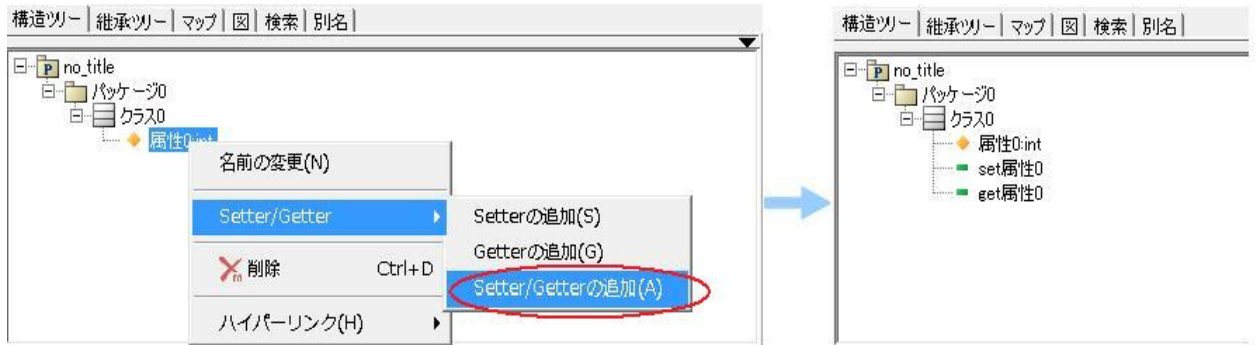 構造ツリー 継承ツリー マップ 図 検索 別名
no_title
パッケージ0
クラス0
属性0:int
名前の変更(N)
Setter/Getter
削除 Ctrl+D
ハイパーリンク(H)
Setterの追加(S)
Getterの追加(G)
Setter/Getterの追加(A)
構造ツリー 継承ツリー マップ 図 検索 別名
no_title
パッケージ0
クラス0
属性0:int
set属性0
get属性0